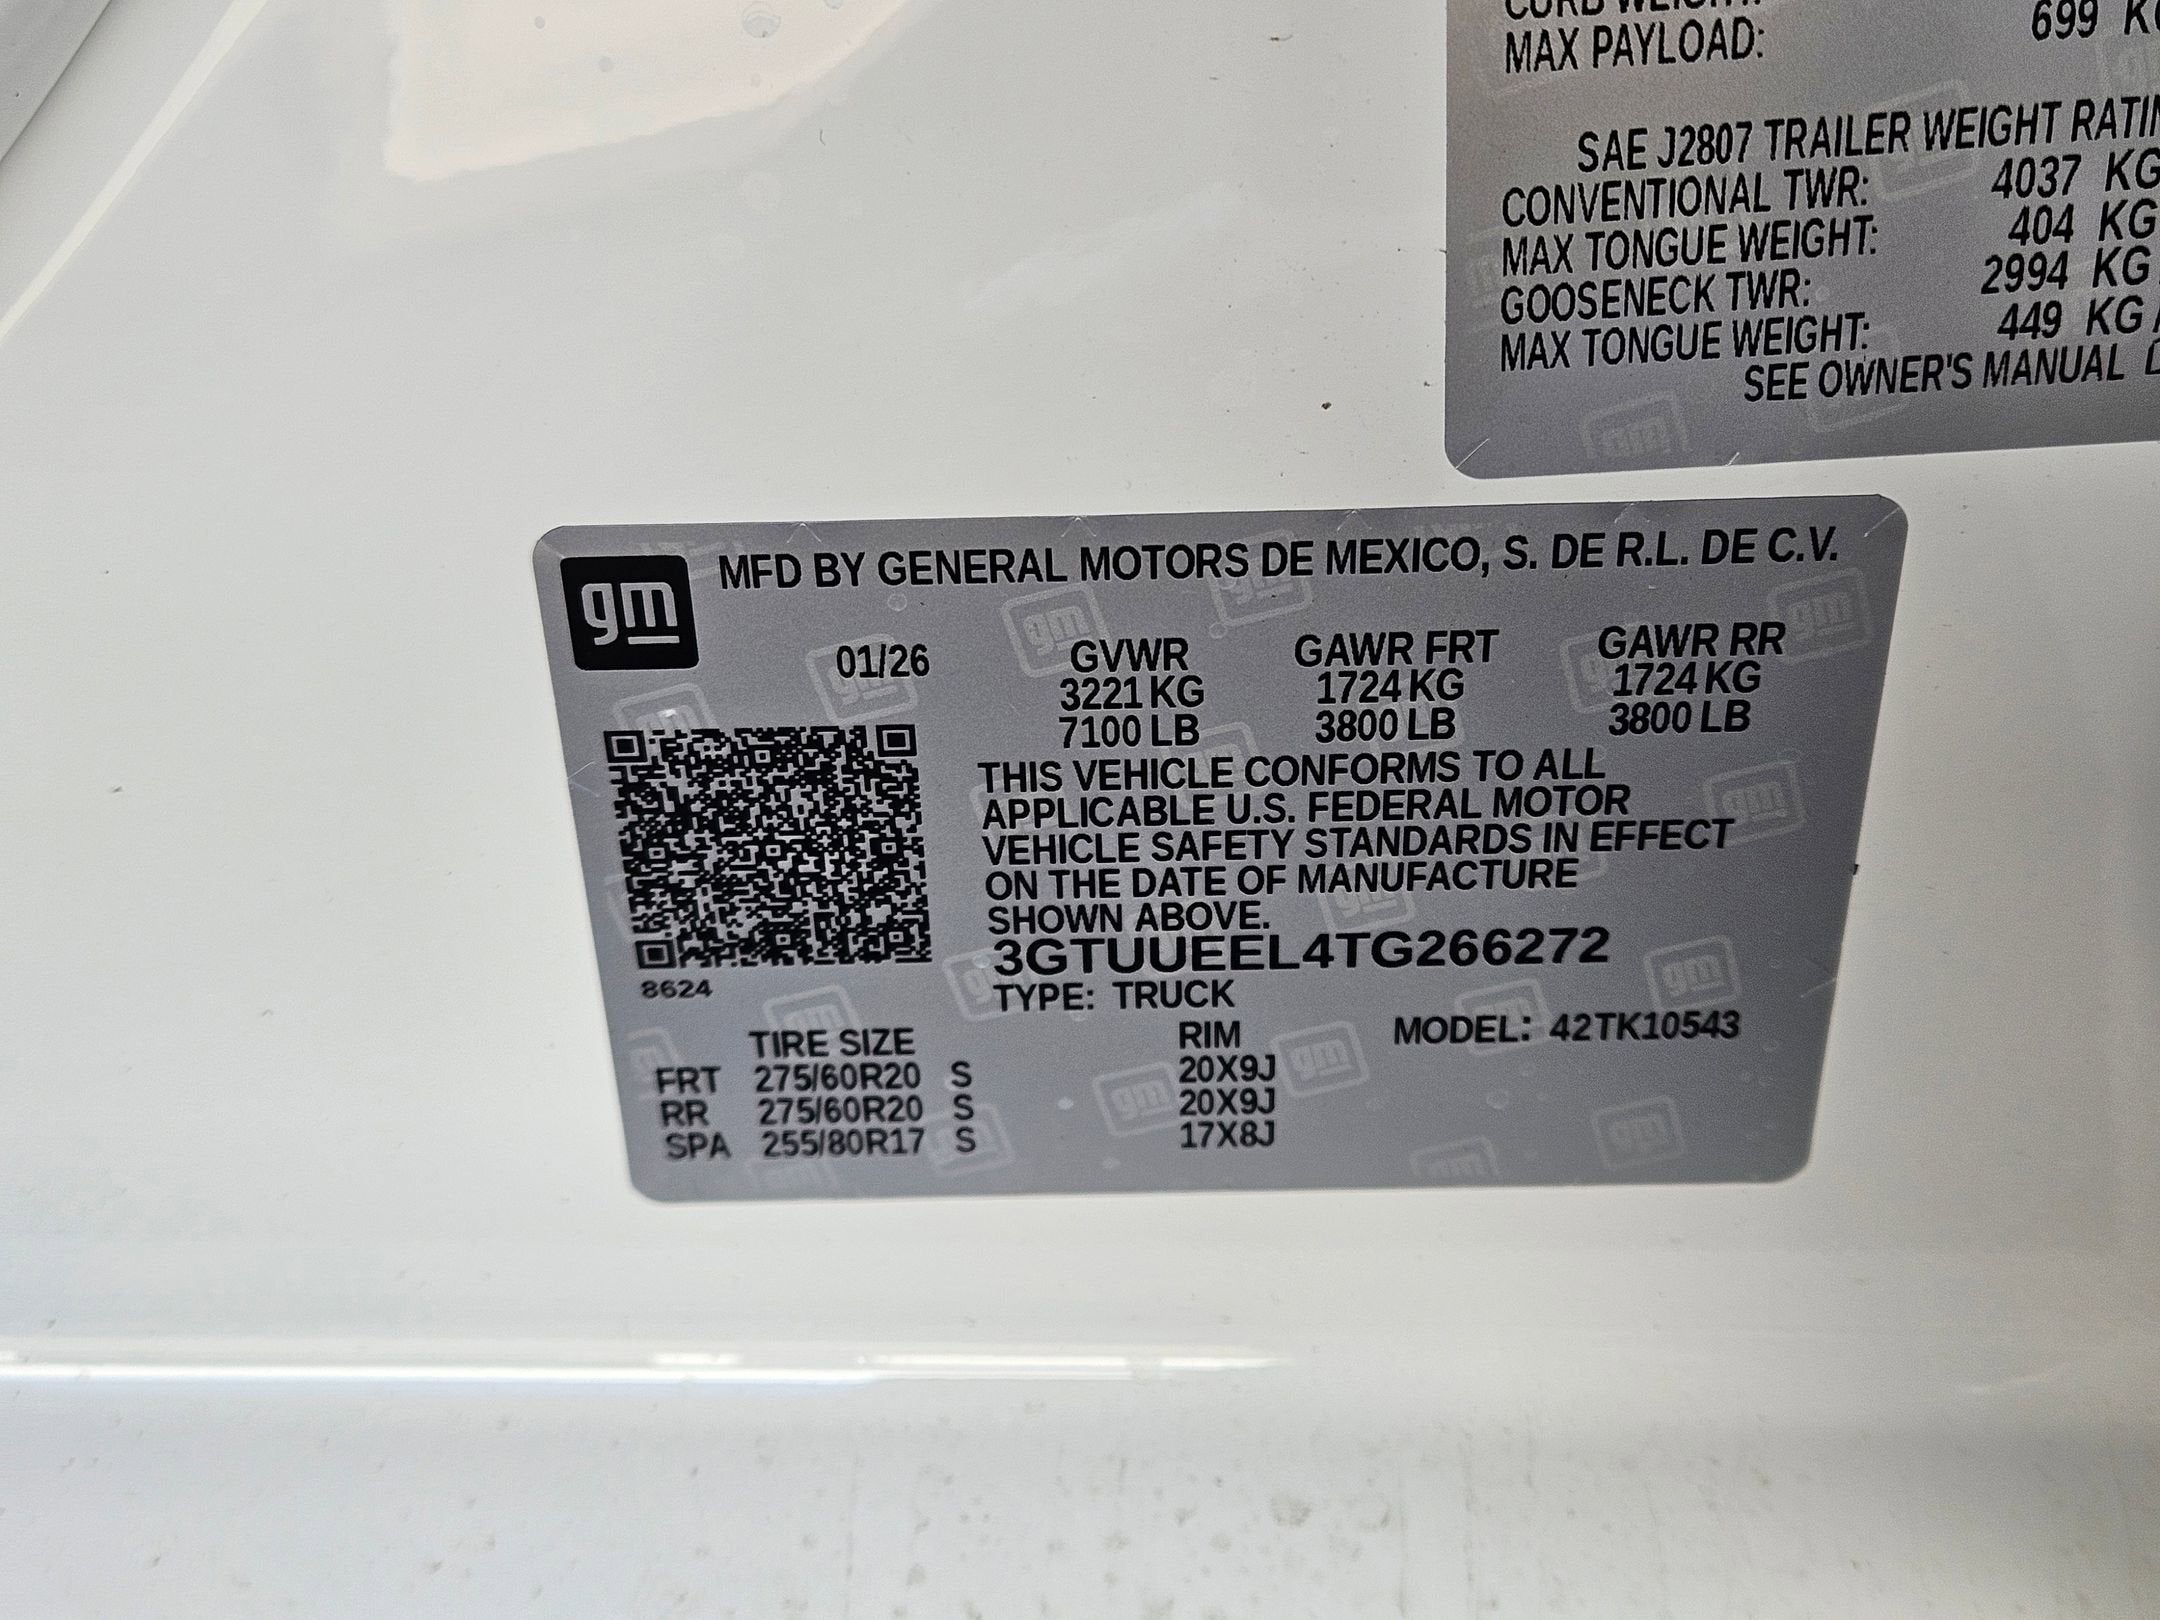 MAX PAYLOAD: 699
SAE J2807 TRAILER WEIGHT
CONVENTIONAL TWR: 4037 KG
MAX TONGUE WEIGHT: 404 KG
GOOSENECK TWR: 2994 KG
MAX TONGUE WEIGHT: 449 KG
SEE OWNER'S MANUAL
gm
MFD BY GENERAL MOTORS DE MEXICO, S. DE R.L. DE C.V.
01/26 GVWR GAWR FRT GAWR RR
3221 KG 1724 KG 1724 KG
7100 LB 3800 LB 3800 LB
THIS VEHICLE CONFORMS TO ALL
APPLICABLE U.S. FEDERAL MOTOR
VEHICLE SAFETY STANDARDS IN EFFECT
ON THE DATE OF MANUFACTURE
SHOWN ABOVE.
3GTUUEEL4TG266272
8624
TYPE: TRUCK
TIRE SIZE RIM MODEL: 42TK10543
FRT 275/60R20 S 20X9J
RR 275/60R20 S 20X9J
SPA 255/80R17 S 17X8J